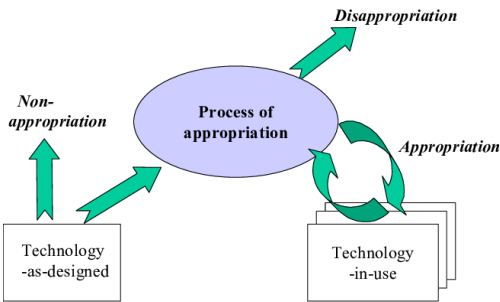 Disappropriation
Non-
appropriation
Process of
appropriation
Appropriation
Technology
-as-designed
Technology
-in-use